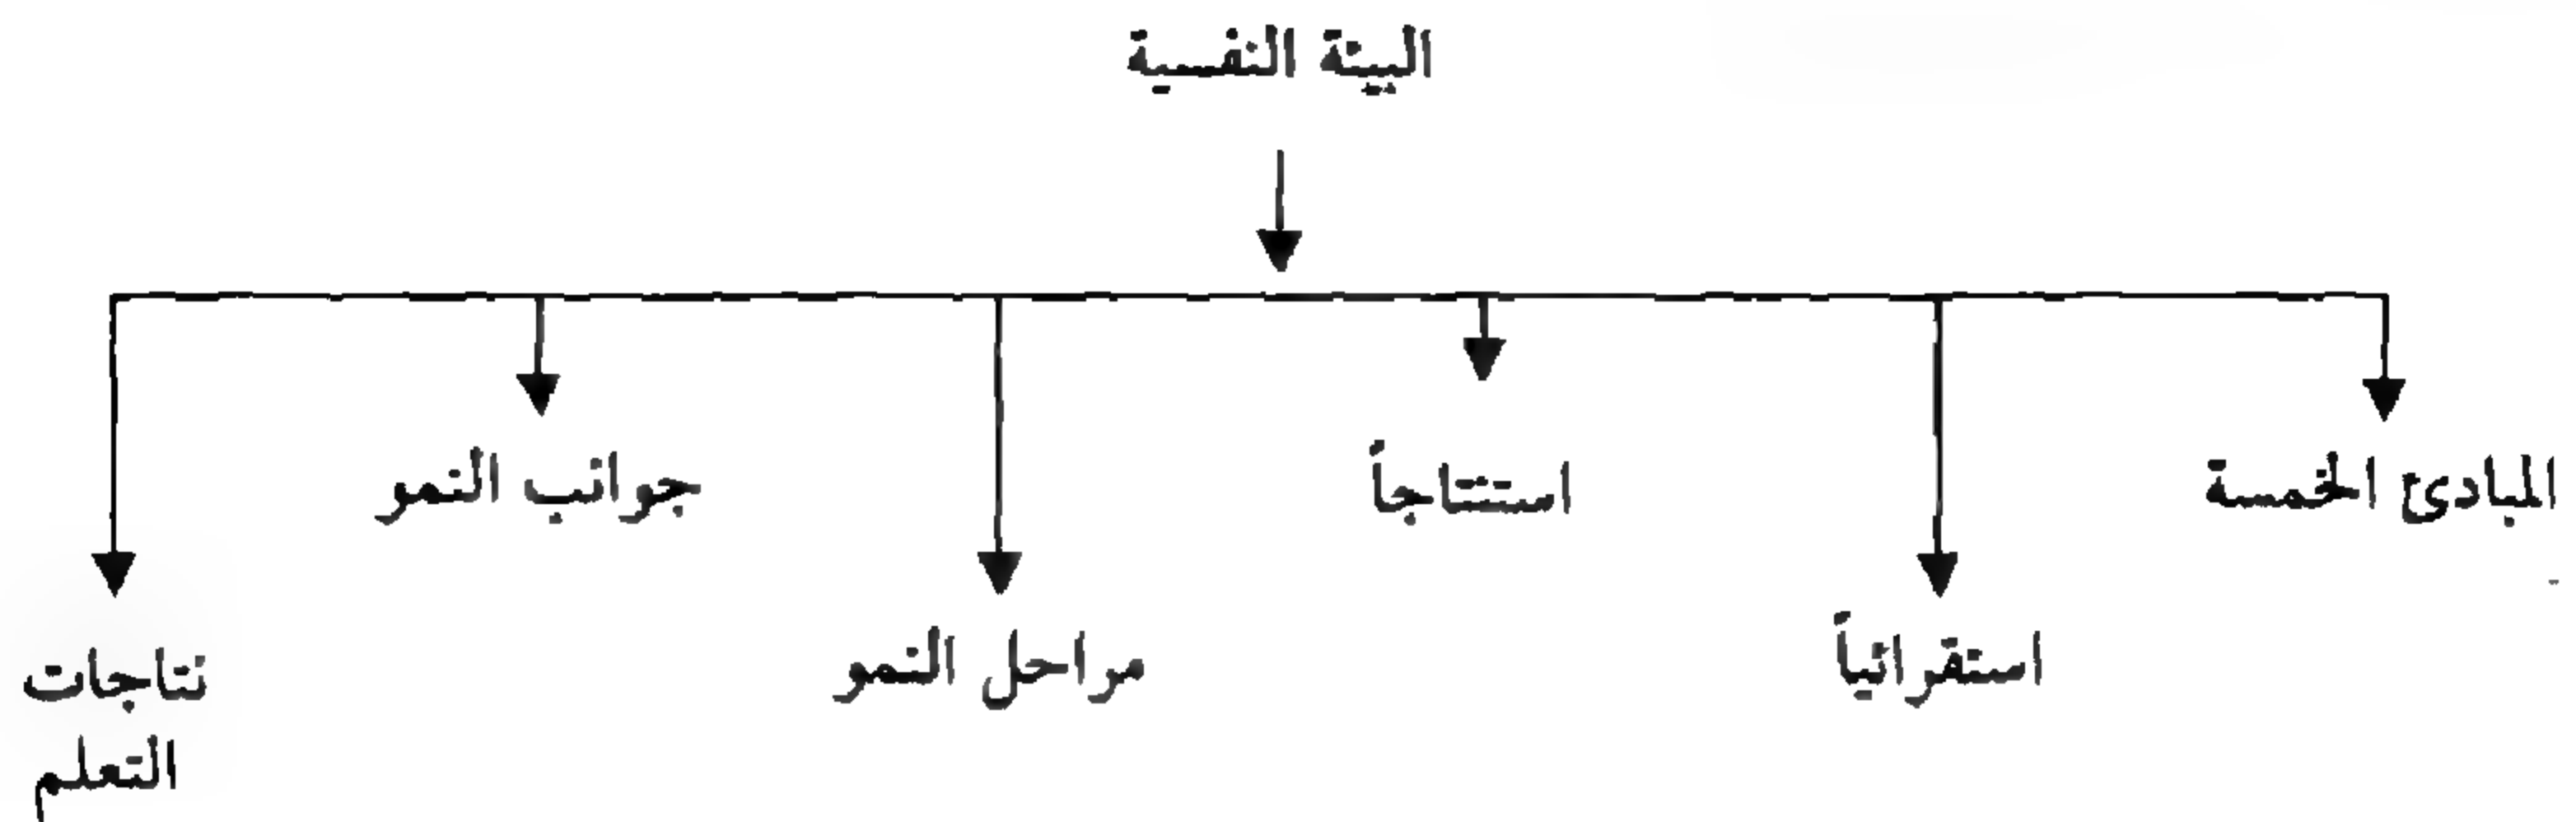 البيئة النفسية
المبادئ الخمسة
استقرائياً
استنتاجاً
مراحل النمو
جوانب النمو
نتاجات
التعلم